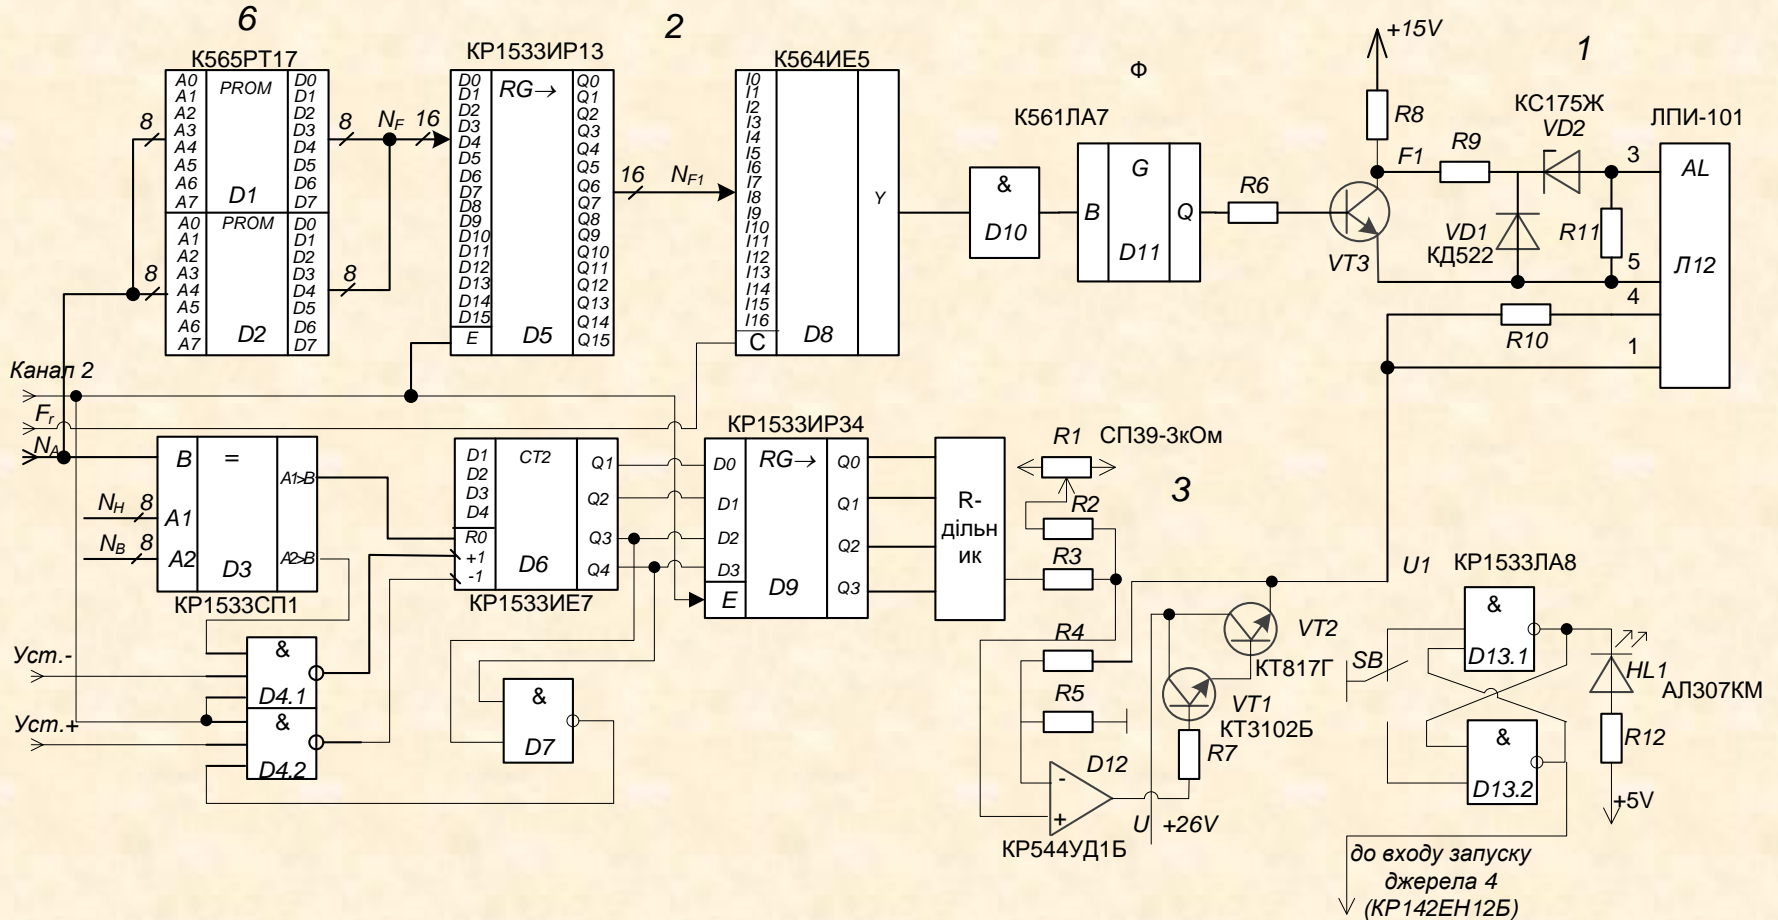 6
2
1
К565РТ17
КР1533ИР13
К564ИЕ5
Ф
+15V
К561ЛА7
КС175Ж
VD2
ЛПИ-101
A0
A1
A2
A3
A4
A5
A6
A7
PROM
D1
D0
D1
D2
D3
D4
D5
D6
D7
A0
A1
A2
A3
A4
A5
A6
A7
PROM
D2
D0
D1
D2
D3
D4
D5
D6
D7
8
8
8
8
NF
16
D0
D1
D2
D3
D4
D5
D6
D7
D8
D9
D10
D11
D12
D13
D14
D15
E
RG→
D5
Q0
Q1
Q2
Q3
Q4
Q5
Q6
Q7
Q8
Q9
Q10
Q11
Q12
Q13
Q14
Q15
16
NF1
I0
I1
I2
I3
I4
I5
I6
I7
I8
I9
I10
I11
I12
I13
I14
I15
I16
C
D8
Y
&
D10
B
G
D11
Q
R6
VT3
R8
F1
R9
VD1
КД522
R11
3
5
4
1
R10
AL
Л12
Канал 2
Fr
NA
NH
8
NB
8
B
=
A1
A2
D3
A1>B
A2>B
КР1533СП1
Уст.-
Уст.+
&
D4.1
&
D4.2
D1
D2
D3
D4
R0
+1
-1
CT2
D6
Q1
Q2
Q3
Q4
КР1533ИЕ7
&
D7
КР1533ИР34
D0
D1
D2
D3
E
RG→
D9
Q0
Q1
Q2
Q3
R-
дільн
ик
R1
СП39-3кОм
3
R2
R3
R4
R5
D12
-
+
КР544УД1Б
U +26V
R7
VT1
КТ3102Б
VT2
КТ817Г
U1
КР1533ЛА8
SB
&
D13.1
&
D13.2
HL1
АЛ307КМ
R12
+5V
до входу запуску
джерела 4
(КР142ЕН12Б)